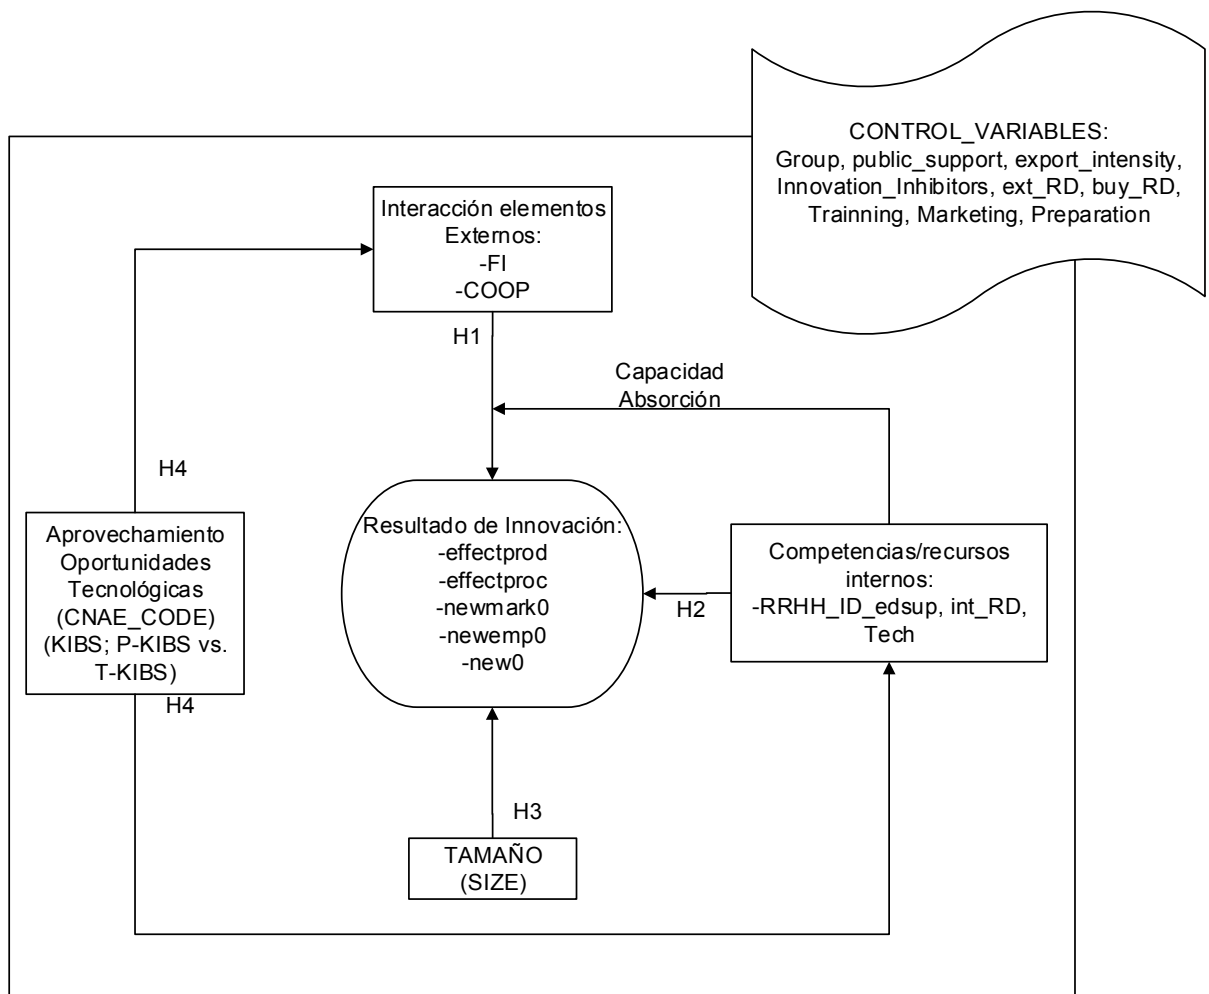 CONTROL_VARIABLES:
Group, public_support, export_intensity,
Innovation_Inhibitors, ext_RD, buy_RD,
Trainning, Marketing, Preparation
Interacción elementos
Externos:
-FI
-COOP
H1
Capacidad
Absorción
H4
Aprovechamiento
Oportunidades
Tecnológicas
(CNAE_CODE)
(KIBS; P-KIBS vs.
T-KIBS)
H4
Resultado de Innovación:
-effectprod
-effectproc
-newmark0
-newemp0
-new0
H2
Competencias/recursos
internos:
-RRHH_ID_edsup, int_RD,
Tech
H3
TAMAÑO
(SIZE)